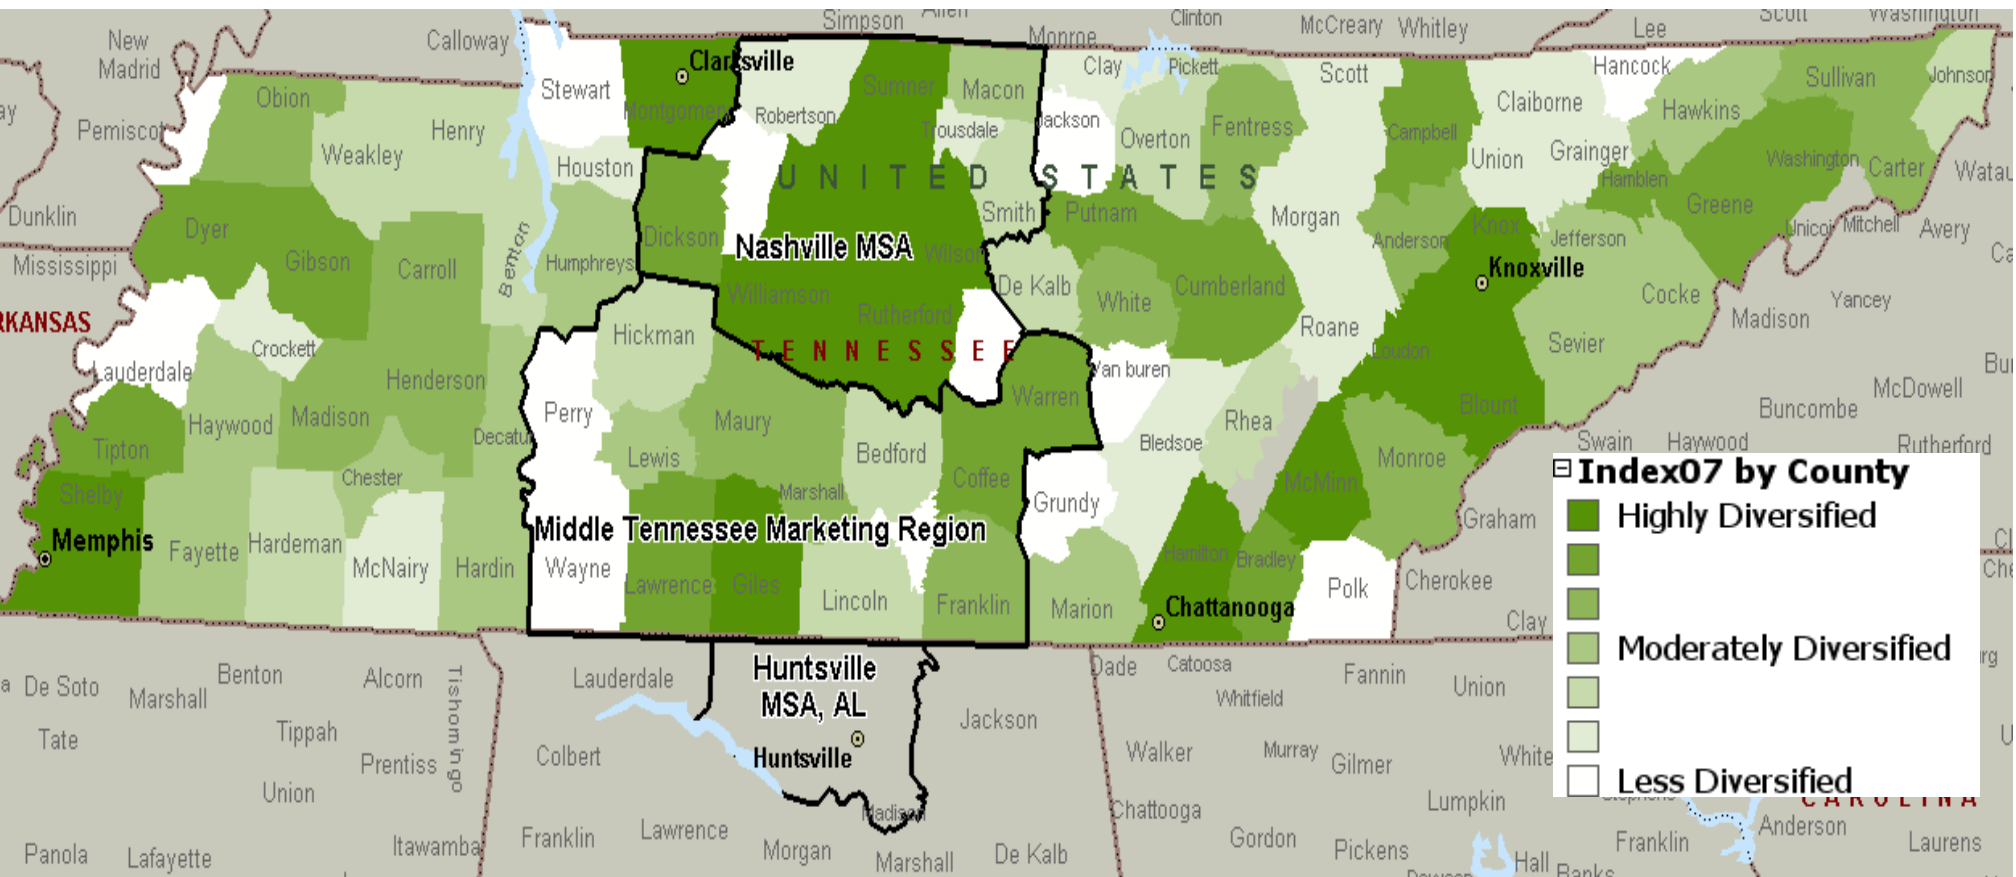 Simpson
Allen
Monroe
Clinton
McCreary
Whitley
Lee
Scott
Washington
New
Madrid
Calloway
Pemiscot
Dunklin
Mississippi
RKANSAS
Obion
Weakley
Henry
Stewart
Clarksville
Montgomery
Robertson
Sumner
Macon
Trousdale
Clay
Pickett
Jackson
Overton
Fentress
Scott
Campbell
Claiborne
Hancock
Hawkins
Sullivan
Johnson
Union
Grainger
Hamblen
Washington
Carter
Watau
Houston
UNITED STATES
Dyer
Gibson
Carroll
Benton
Humphreys
Dickson
Nashville MSA
Wilson
Smith
Putnam
Morgan
Anderson
Knox
Knoxville
Jefferson
Greene
Unicoi
Mitchell
Avery
Williamson
Rutherford
De Kalb
White
Cumberland
Roane
Loudon
Cocke
Sevier
Madison
Yancey
TENNESSEE
Lauderdale
Crockett
Henderson
Hickman
Haywood
Madison
Decatur
Perry
Maury
Warren
Van buren
Rhea
Blount
Buncombe
McDowell
Tipton
Shelby
Memphis
Chester
Lewis
Marshall
Bedford
Coffee
Bledsoe
Grundy
McMinn
Monroe
Swain
Haywood
Rutherford
Graham
Cherokee
Clay
Middle Tennessee Marketing Region
Fayette
Hardeman
McNairy
Hardin
Wayne
Lawrence
Giles
Lincoln
Franklin
Marion
Hamilton
Bradley
Chattanooga
Polk
Index07 by County
Highly Diversified
Moderately Diversified
Less Diversified
De Soto
Marshall
Benton
Alcorn
Tishomingo
Lauderdale
Huntsville
MSA, AL
Huntsville
Jackson
Dade
Catoosa
Whitfield
Fannin
Union
Tate
Tippah
Prentiss
Union
Colbert
Walker
Murray
Gilmer
White
Madison
Chattooga
Lumpkin
CAROLINA
Anderson
Panola
Lafayette
Itawamba
Franklin
Lawrence
Morgan
Marshall
De Kalb
Gordon
Pickens
Hall
Banks
Franklin
Laurens